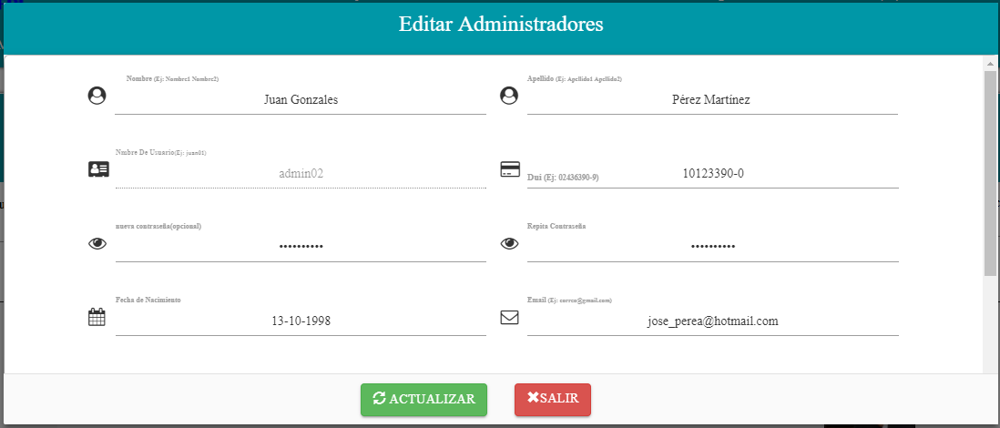 Editar Administradores
Nombre (Ej: Nombre1 Nombre2)
Apellido (Ej: Apellido1 Apellido2)
Juan Gonzales
Pérez Martínez
Nmbre De Usuario(Ej: juan01)
admin02
Dui (Ej: 02436390-9)
10123390-0
nueva contraseña(opcional)
Repita Contraseña
••••••••••
••••••••••
Fecha de Nacimiento
Email (Ej: correo@gmail.com)
13-10-1998
jose_perea@hotmail.com
ACTUALIZAR
SALIR